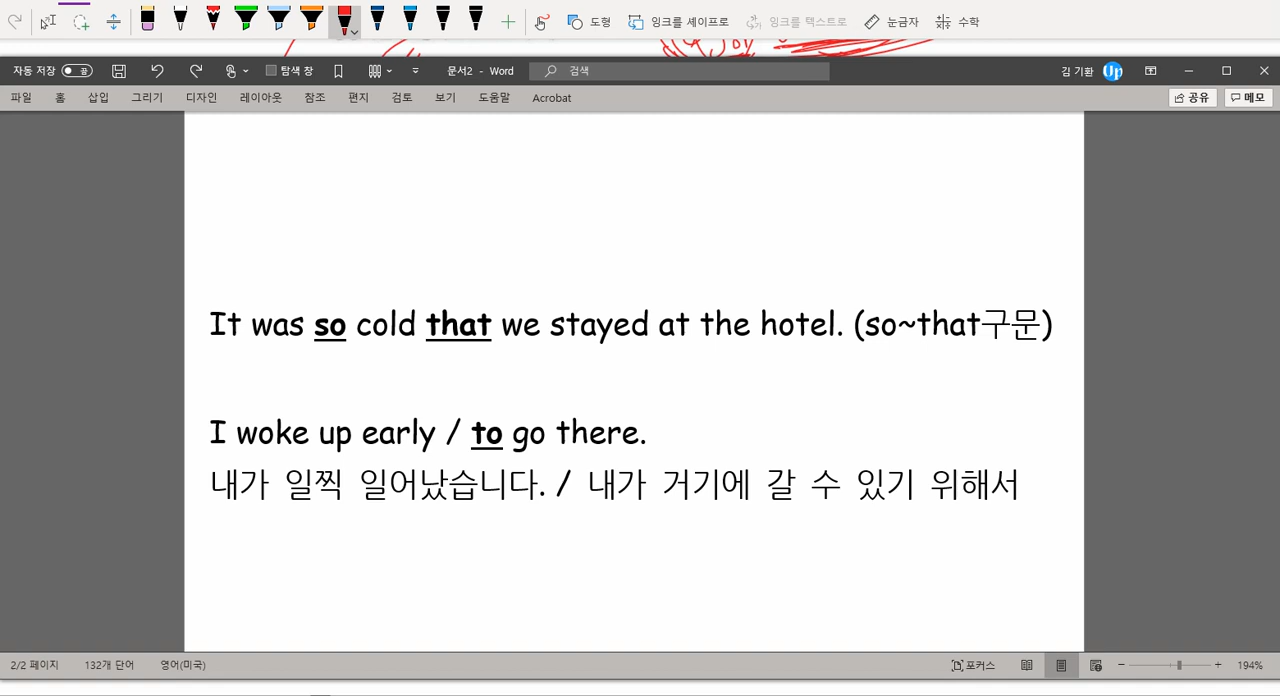 도형 잉크를 셰이프로 잉크를 텍스트로 눈금자 수학
자동 저장 끔 탐색 창 문서2 - Word 검색 김 기환 Up
파일 홈 삽입 그리기 디자인 레이아웃 참조 편지 검토 보기 도움말 Acrobat 공유 메모
It was so cold that we stayed at the hotel. (so~that구문)
I woke up early / to go there.
내가 일찍 일어났습니다. / 내가 거기에 갈 수 있기 위해서
2/2 페이지 132개 단어 영어(미국) 포커스 194%